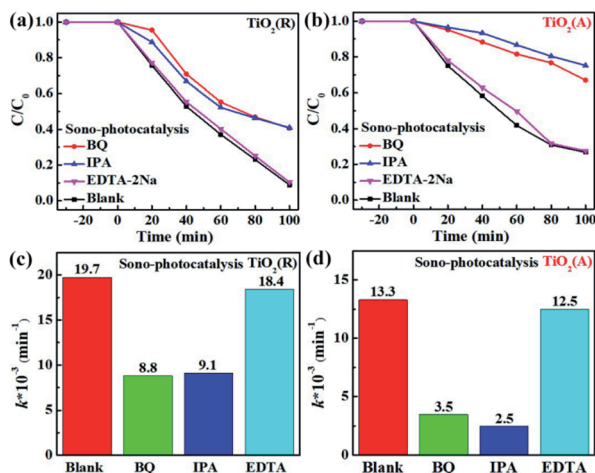 (a) TiO2(R)
C/C0
1.0
0.8
0.6
0.4
0.2
0.0
Sono-photocatalysis
BQ
IPA
EDTA-2Na
Blank
-20 0 20 40 60 80 100
Time (min)
(b) TiO2(A)
C/C0
1.0
0.8
0.6
0.4
0.2
0.0
Sono-photocatalysis
BQ
IPA
EDTA-2Na
Blank
-20 0 20 40 60 80 100
Time (min)
(c) Sono-photocatalysis TiO2(R)
k*10-3 (min-1)
20
15
10
5
0
19.7
8.8
9.1
18.4
Blank BQ IPA EDTA
(d) Sono-photocatalysis TiO2(A)
k*10-3 (min-1)
15
10
5
0
13.3
3.5
2.5
12.5
Blank BQ IPA EDTA